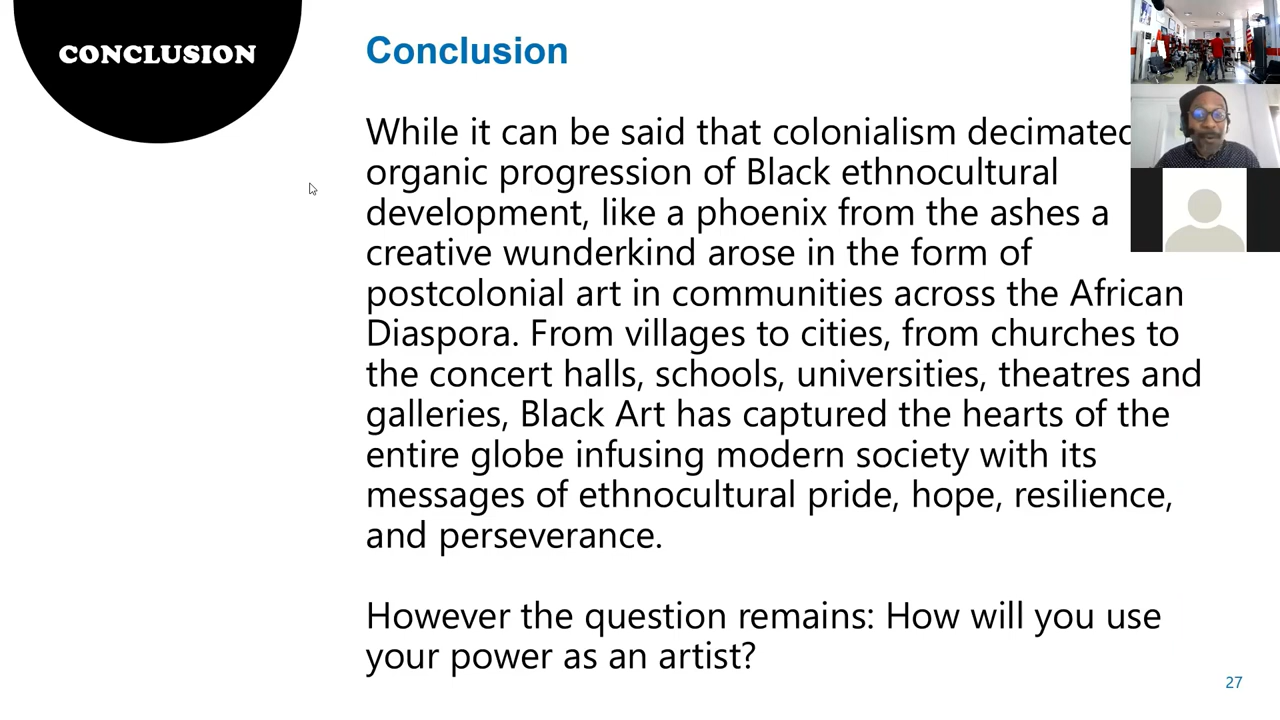 CONCLUSION
Conclusion
While it can be said that colonialism decimated
organic progression of Black ethnocultural
development, like a phoenix from the ashes a
creative wunderkind arose in the form of
postcolonial art in communities across the African
Diaspora. From villages to cities, from churches to
the concert halls, schools, universities, theatres and
galleries, Black Art has captured the hearts of the
entire globe infusing modern society with its
messages of ethnocultural pride, hope, resilience,
and perseverance.
However the question remains: How will you use
your power as an artist?
27